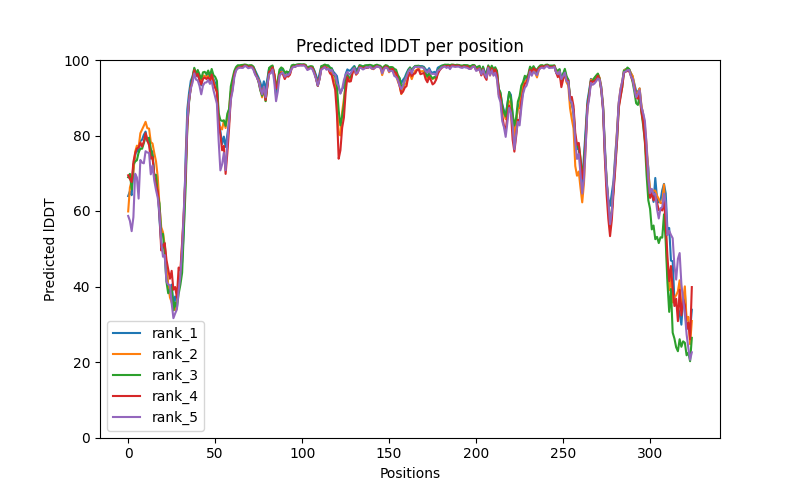 Predicted lDDT per position
100
80
60
40
20
0
Predicted lDDT
rank_1
rank_2
rank_3
rank_4
rank_5
0 50 100 150 200 250 300
Positions